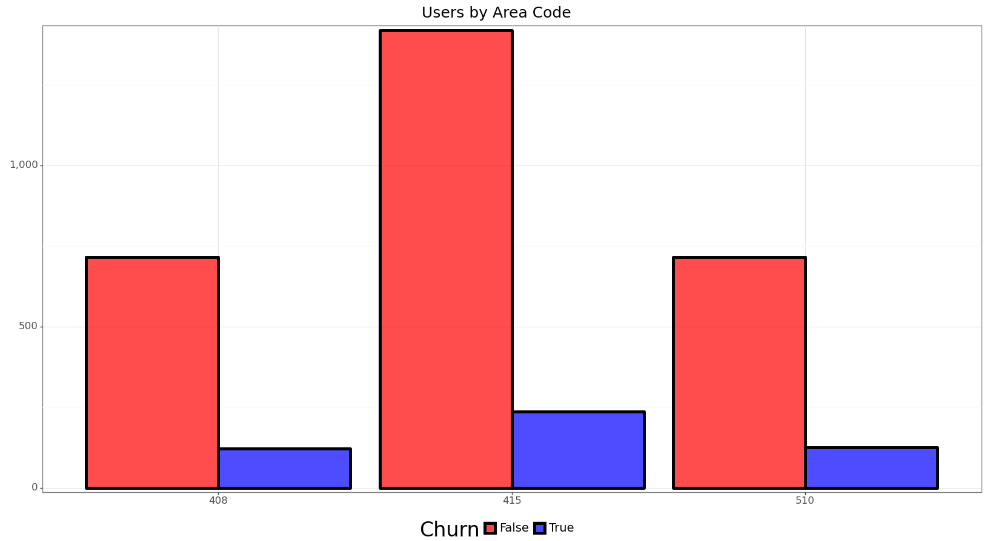 Users by Area Code
1,000
500
0
408 415 510
Churn False True